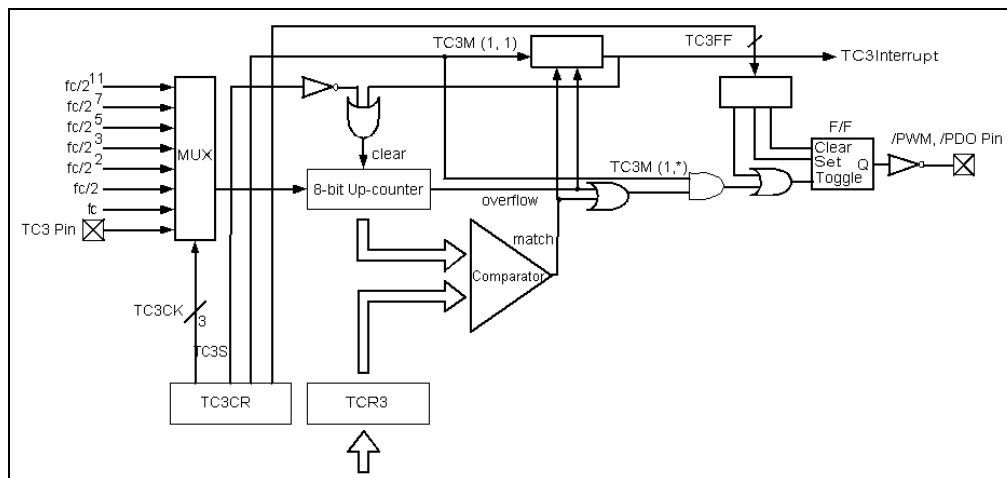 TC3M (1, 1)
TC3FF
TC3Interrupt
fc/2 11
fc/2 7
fc/2 5
fc/2 3
fc/2 2
fc/2
fc
TC3 Pin
MUX
clear
8-bit Up-counter
overflow
TC3M (1,*)
F/F
Clear
Set
Toggle
Q
/PWM, /PDO Pin
match
Comparator
TC3CK
3
TC3S
TC3CR
TCR3